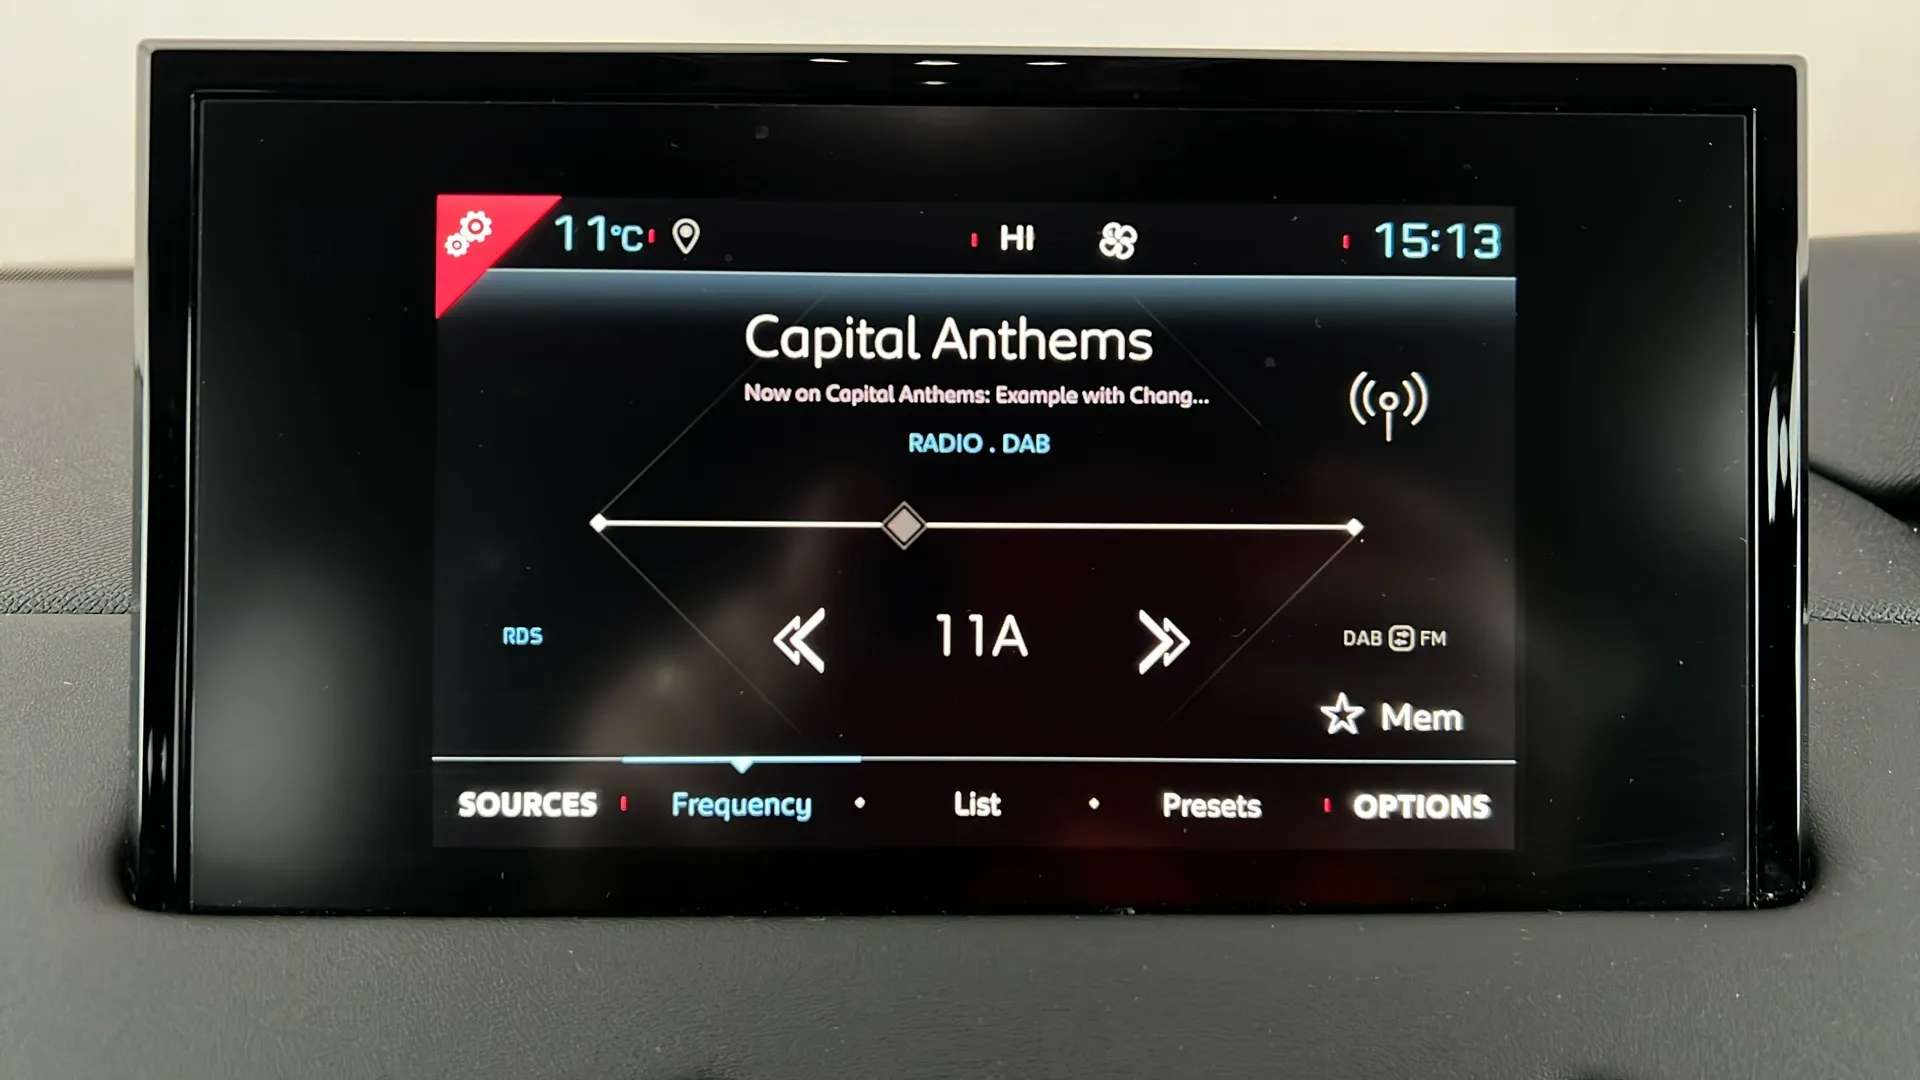 11°C HI 15:13
Capital Anthems
Now on Capital Anthems: Example with Chang...
RADIO . DAB
RDS 11A DAB FM
Mem
SOURCES Frequency List Presets OPTIONS